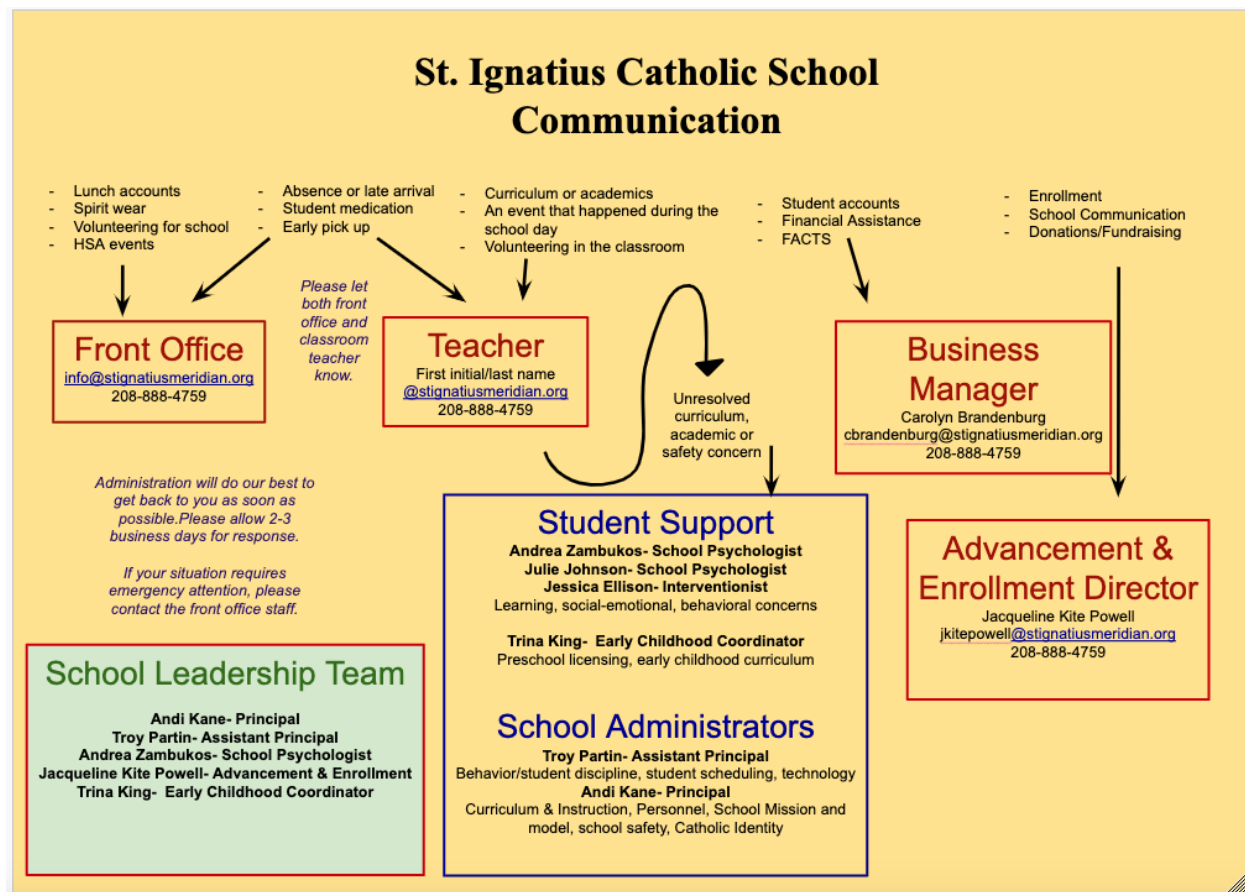 St. Ignatius Catholic School
Communication
- Lunch accounts
- Spirit wear
- Volunteering for school
- HSA events
- Absence or late arrival
- Student medication
- Early pick up
- Curriculum or academics
- An event that happened during the
school day
- Volunteering in the classroom
- Student accounts
- Financial Assistance
- FACTS
- Enrollment
- School Communication
- Donations/Fundraising
Please let
both front
office and
classroom
teacher
know.
Front Office
info@stignatiusmeridian.org
208-888-4759
Teacher
First initial/last name
@stignatiusmeridian.org
208-888-4759
Unresolved
curriculum,
academic or
safety concern
Business
Manager
Carolyn Brandenburg
cbrandenburg@stignatiusmeridian.org
208-888-4759
Administration will do our best to
get back to you as soon as
possible.Please allow 2-3
business days for response.
If your situation requires
emergency attention, please
contact the front office staff.
Student Support
Andrea Zambukos- School Psychologist
Julie Johnson- School Psychologist
Jessica Ellison- Interventionist
Learning, social-emotional, behavioral concerns
Trina King- Early Childhood Coordinator
Preschool licensing, early childhood curriculum
School Administrators
Troy Partin- Assistant Principal
Behavior/student discipline, student scheduling, technology
Andi Kane- Principal
Curriculum & Instruction, Personnel, School Mission and
model, school safety, Catholic Identity
Advancement &
Enrollment Director
Jacqueline Kite Powell
jkitepowell@stignatiusmeridian.org
208-888-4759
School Leadership Team
Andi Kane- Principal
Troy Partin- Assistant Principal
Andrea Zambukos- School Psychologist
Jacqueline Kite Powell- Advancement & Enrollment
Trina King- Early Childhood Coordinator